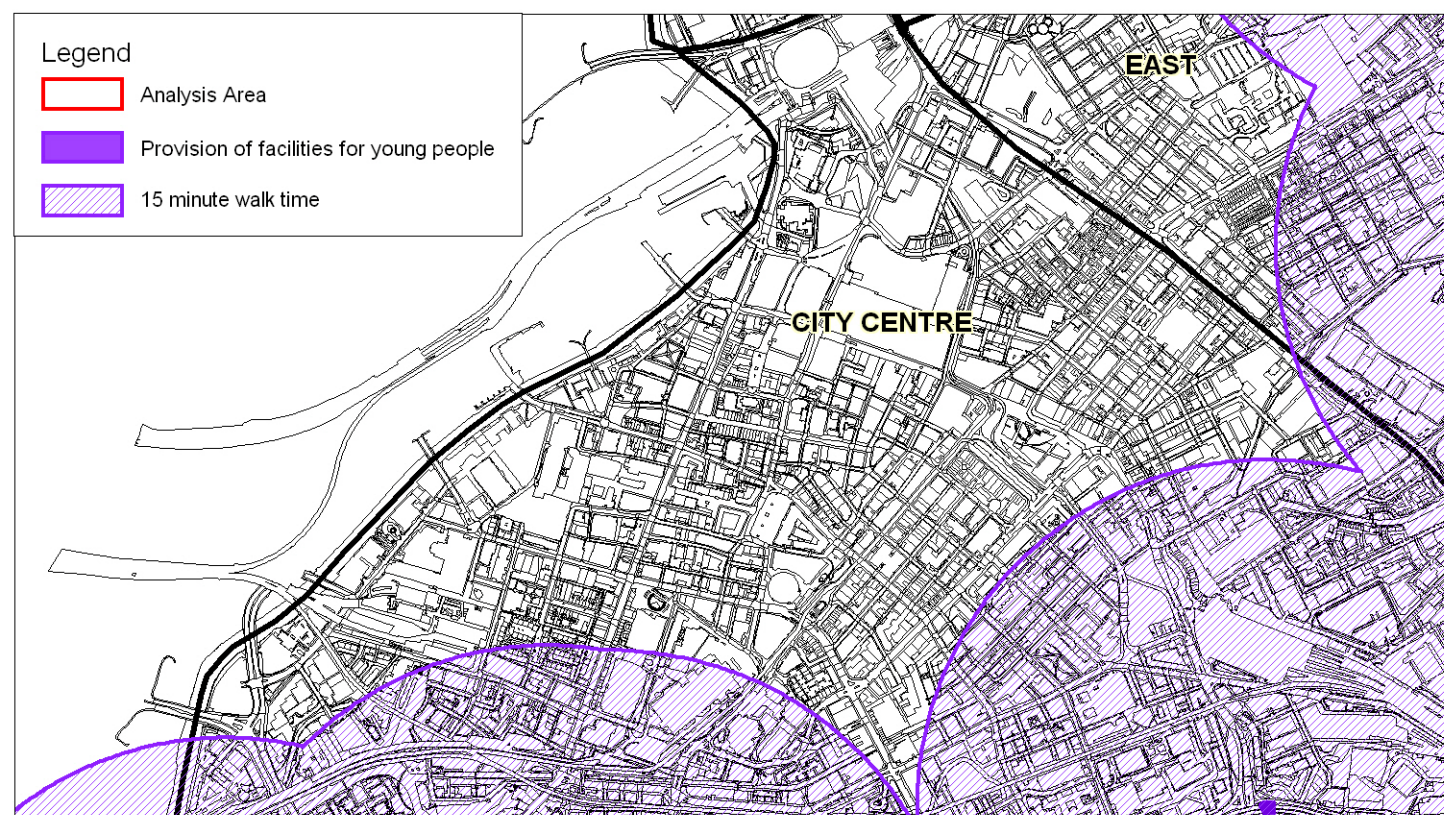 Legend
Analysis Area
Provision of facilities for young people
15 minute walk time
EAST
CITY CENTRE